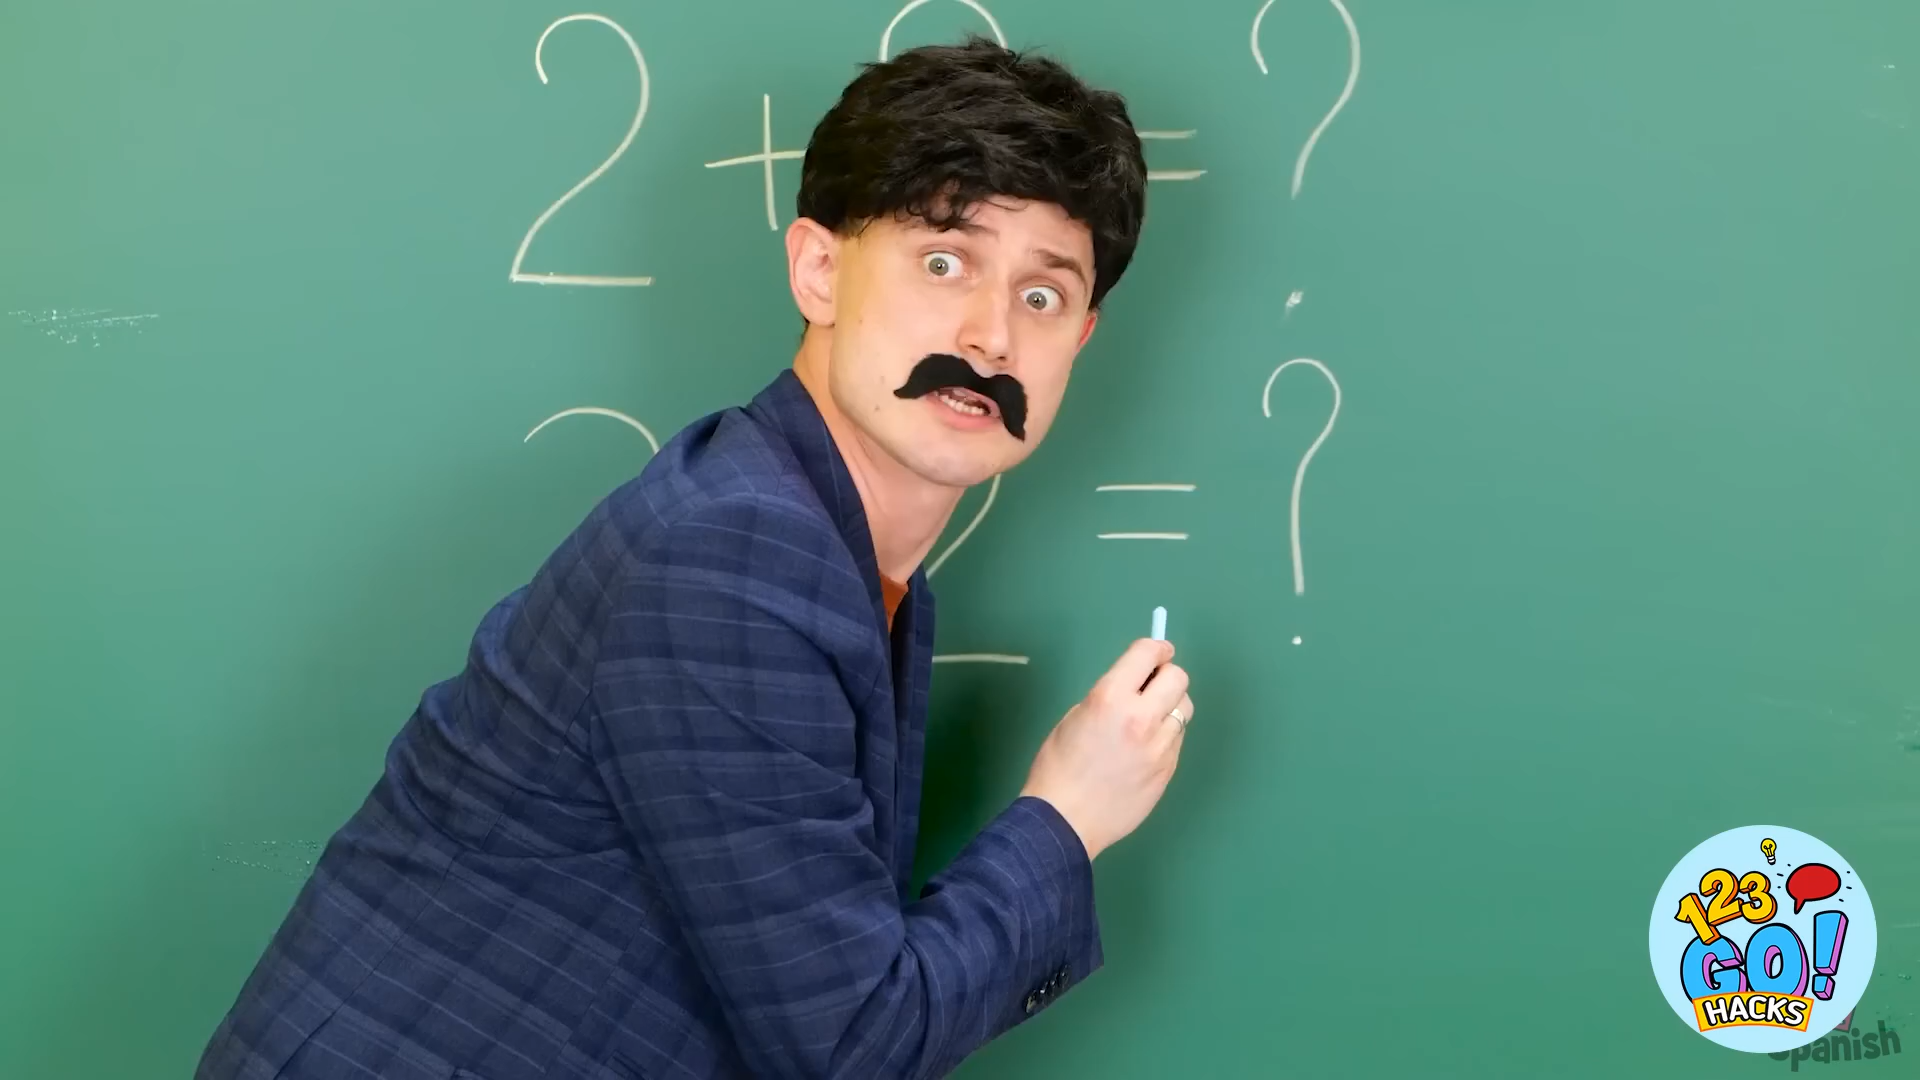 2 + 2 = ?
2 = ?
123
GO!
HACKS
Spanish